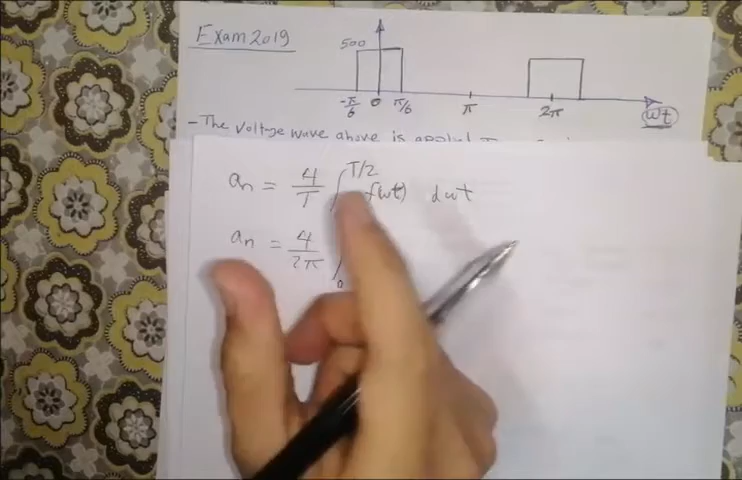 Exam 2019
500
-π/6 0 π/6 π 2π ωt
- The voltage wave above is applied
an = 4/T ∫ T/2 f(ωt) dωt
an = 4/2π ∫ 0